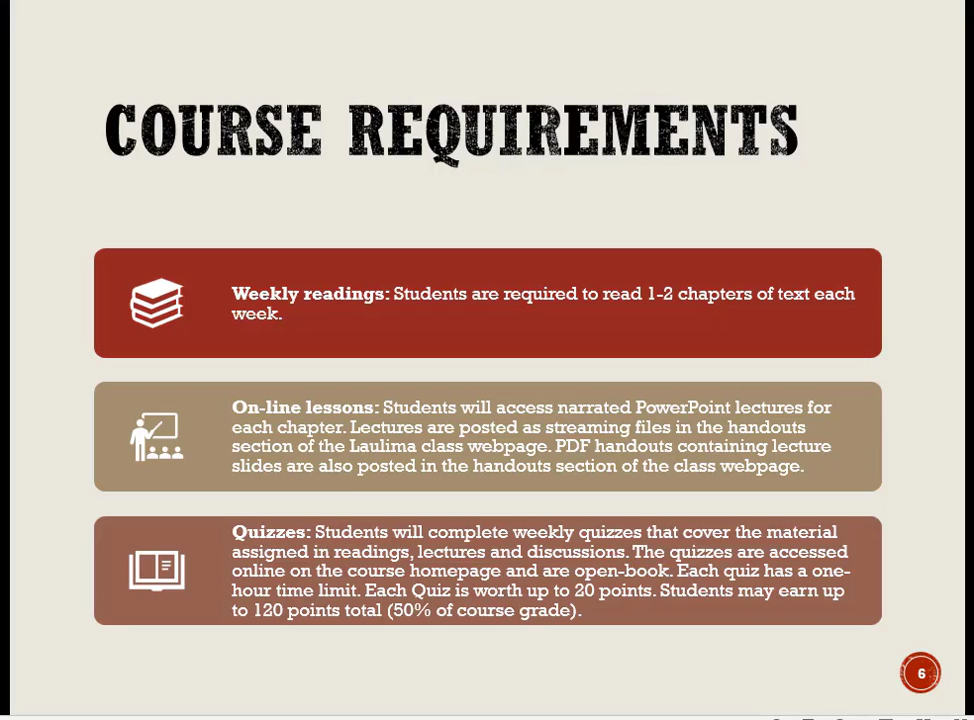 COURSE REQUIREMENTS
Weekly readings: Students are required to read 1-2 chapters of text each
week.
On-line lessons: Students will access narrated PowerPoint lectures for
each chapter. Lectures are posted as streaming files in the handouts
section of the Laulima class webpage. PDF handouts containing lecture
slides are also posted in the handouts section of the class webpage.
Quizzes: Students will complete weekly quizzes that cover the material
assigned in readings, lectures and discussions. The quizzes are accessed
online on the course homepage and are open-book. Each quiz has a one-
hour time limit. Each Quiz is worth up to 20 points. Students may earn up
to 120 points total (50% of course grade).
6